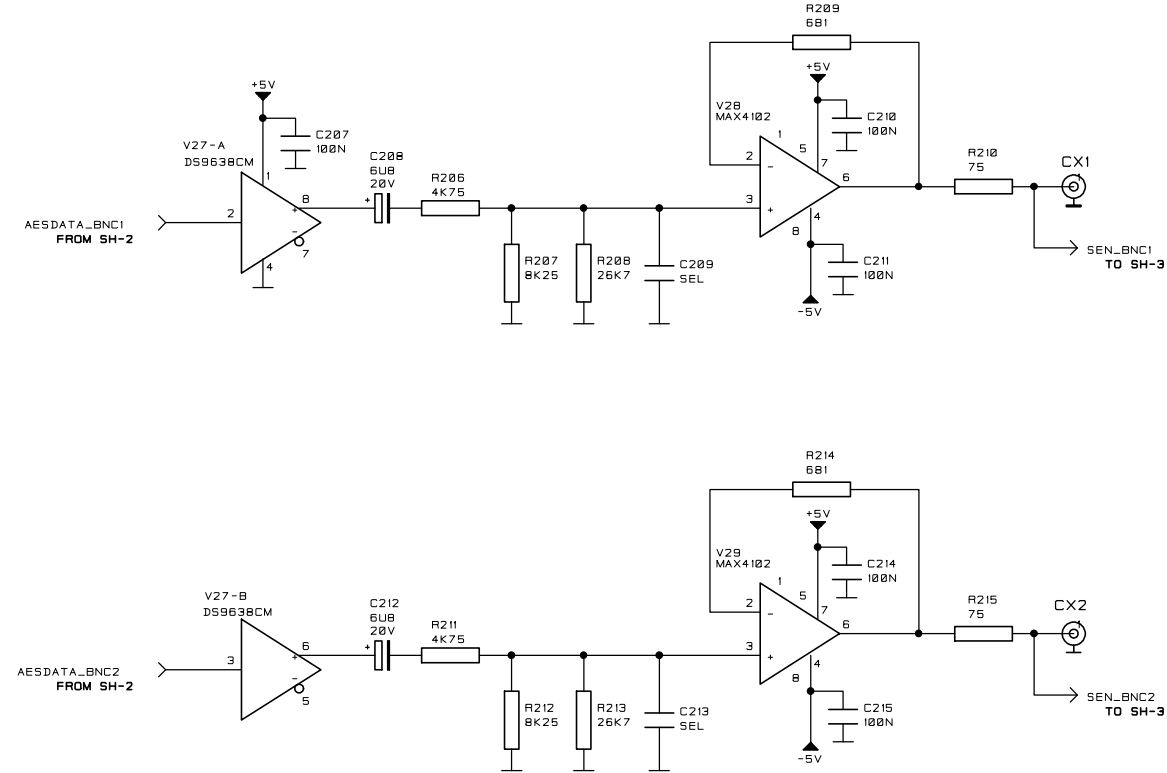 R209
681
+5V
V28
MAX4102
C210
100N
+5V
C207
100N
V27-A
DS9638CM
C208
6U8
20V
R206
4K75
R210
75
CX1
AESDATA_BNC1
FROM SH-2
1
2
8
+
-
7
4
+
1
5
7
2
-
6
3
+
4
8
1
R207
8K25
R208
26K7
C209
SEL
C211
100N
-5V
SEN_BNC1
TO SH-3
R214
681
+5V
V29
MAX4102
C214
100N
V27-B
DS9638CM
C212
6U8
20V
R211
4K75
R215
75
CX2
AESDATA_BNC2
FROM SH-2
3
6
+
-
5
+
1
5
7
2
-
6
3
+
4
8
1
R212
8K25
R213
26K7
C213
SEL
C215
100N
-5V
SEN_BNC2
TO SH-3